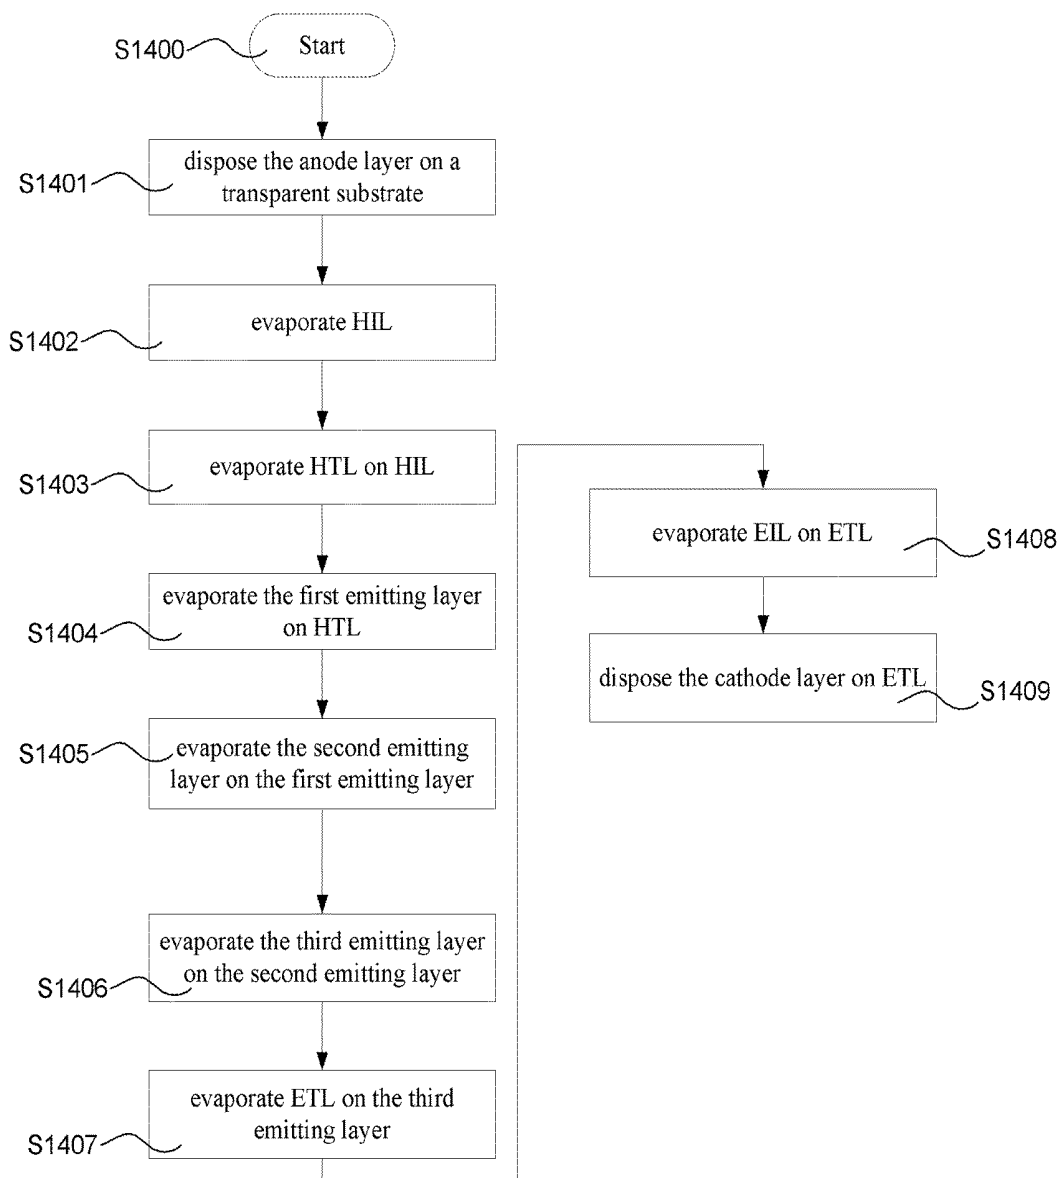 S1400
Start
S1401
dispose the anode layer on a
transparent substrate
S1402
evaporate HIL
S1403
evaporate HTL on HIL
S1404
evaporate the first emitting layer
on HTL
S1405
evaporate the second emitting
layer on the first emitting layer
S1406
evaporate the third emitting layer
on the second emitting layer
S1407
evaporate ETL on the third
emitting layer
evaporate EIL on ETL
S1408
dispose the cathode layer on ETL
S1409